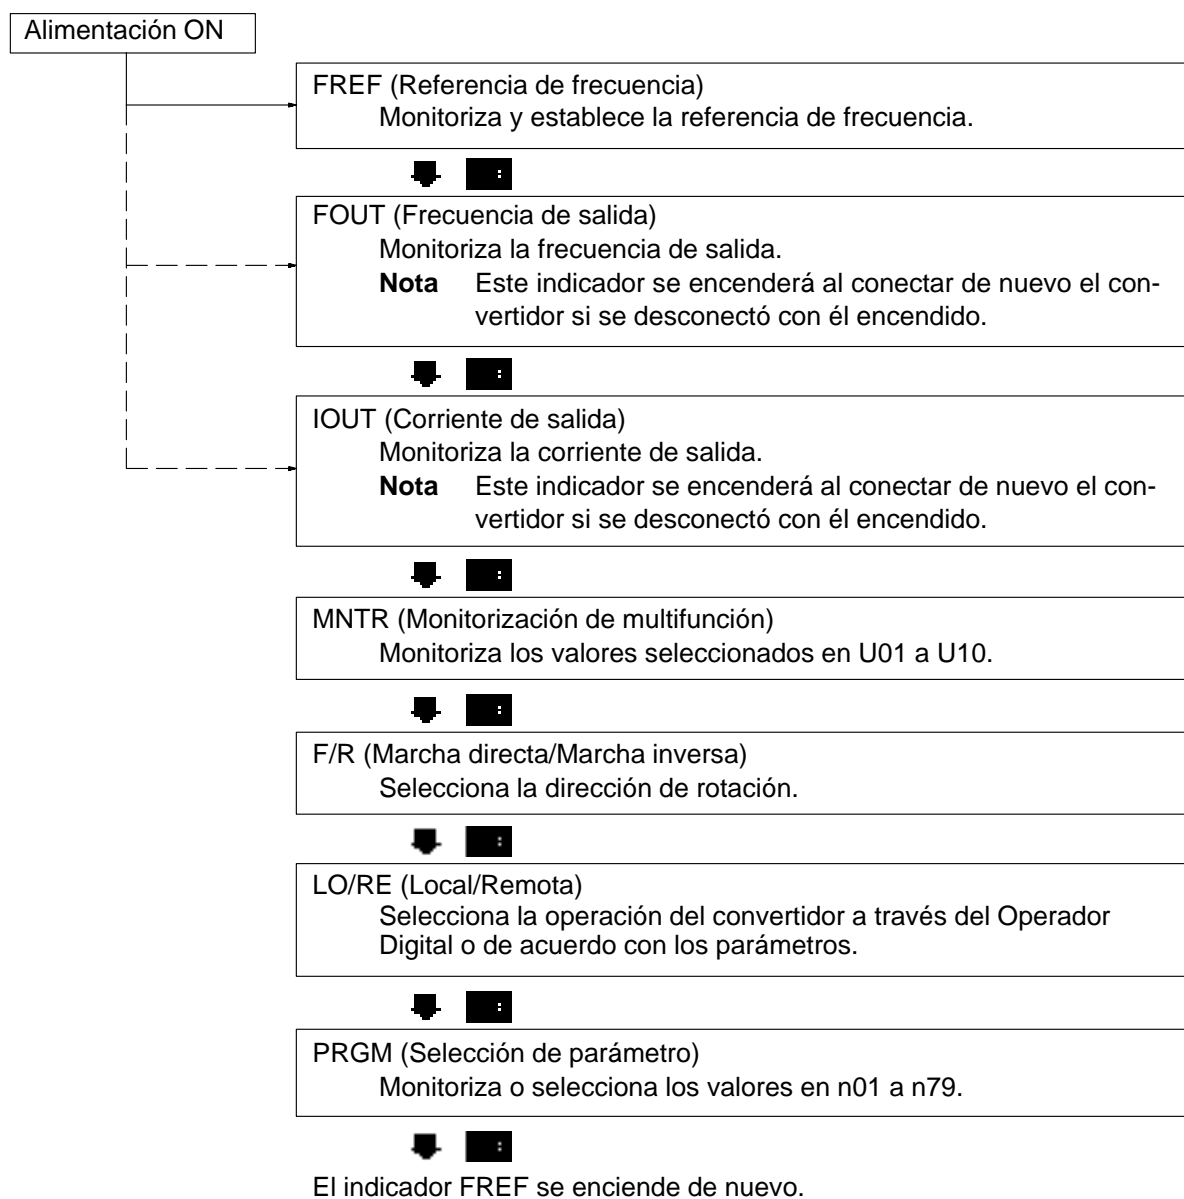 Alimentación ON
FREF (Referencia de frecuencia)
Monitoriza y establece la referencia de frecuencia.
FOUT (Frecuencia de salida)
Monitoriza la frecuencia de salida.
Nota Este indicador se encenderá al conectar de nuevo el con-
vertidor si se desconectó con él encendido.
IOUT (Corriente de salida)
Monitoriza la corriente de salida.
Nota Este indicador se encenderá al conectar de nuevo el con-
vertidor si se desconectó con él encendido.
MNTR (Monitorización de multifunción)
Monitoriza los valores seleccionados en U01 a U10.
F/R (Marcha directa/Marcha inversa)
Selecciona la dirección de rotación.
LO/RE (Local/Remota)
Selecciona la operación del convertidor a través del Operador
Digital o de acuerdo con los parámetros.
PRGM (Selección de parámetro)
Monitoriza o selecciona los valores en n01 a n79.
El indicador FREF se enciende de nuevo.